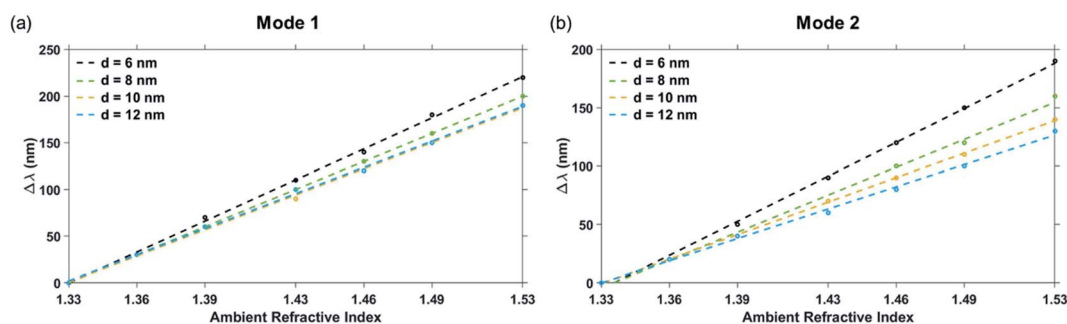 (a)
Mode 1
250
200
150
100
50
0
Δλ (nm)
d = 6 nm
d = 8 nm
d = 10 nm
d = 12 nm
1.33 1.36 1.39 1.43 1.46 1.49 1.53
Ambient Refractive Index
(b)
Mode 2
200
150
100
50
0
Δλ (nm)
d = 6 nm
d = 8 nm
d = 10 nm
d = 12 nm
1.33 1.36 1.39 1.43 1.46 1.49 1.53
Ambient Refractive Index